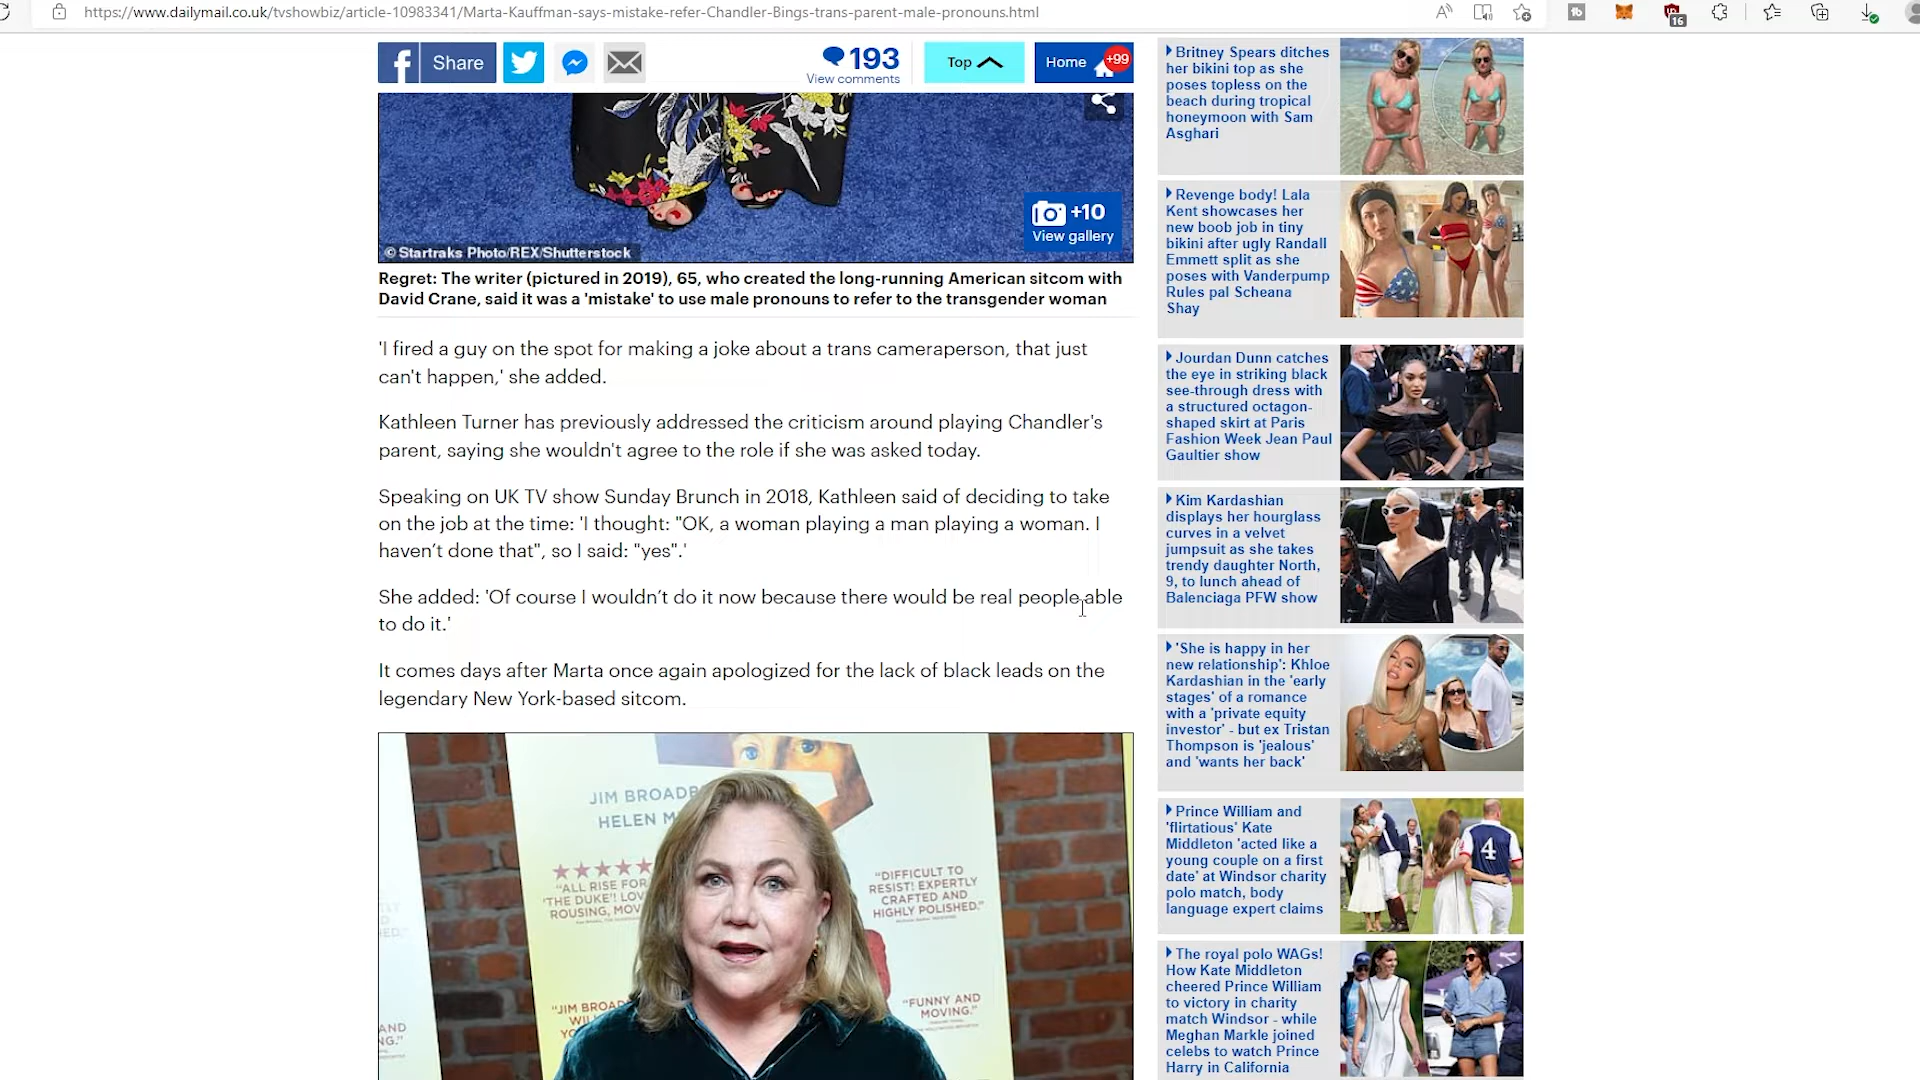 https://www.dailymail.co.uk/tvshowbiz/article-10983341/Marta-Kauffman-says-mistake-refer-Chandler-Bings-trans-parent-male-pronouns.html
16
Share
193
View comments
Top
Home
+99
+10
View gallery
© Startraks Photo/REX/Shutterstock
Regret: The writer (pictured in 2019), 65, who created the long-running American sitcom with
David Crane, said it was a 'mistake' to use male pronouns to refer to the transgender woman
'I fired a guy on the spot for making a joke about a trans cameraperson, that just
can't happen,' she added.
Kathleen Turner has previously addressed the criticism around playing Chandler's
parent, saying she wouldn't agree to the role if she was asked today.
Speaking on UK TV show Sunday Brunch in 2018, Kathleen said of deciding to take
on the job at the time: 'I thought: "OK, a woman playing a man playing a woman. I
haven’t done that", so I said: "yes".'
She added: 'Of course I wouldn’t do it now because there would be real people able
to do it.'
It comes days after Marta once again apologized for the lack of black leads on the
legendary New York-based sitcom.
JIM BROADB
HELEN M
★★★★★
"ALL RISE FOR
'THE DUKE'! LOV
ROUSING, MOV
"DIFFICULT TO
RESIST! EXPERTLY
CRAFTED AND
HIGHLY POLISHED."
ED."
"JIM BROAD
WIL
YO
"FUNNY AND
MOVING."
AND
NG."
Britney Spears ditches
her bikini top as she
poses topless on the
beach during tropical
honeymoon with Sam
Asghari
Revenge body! Lala
Kent showcases her
new boob job in tiny
bikini after ugly Randall
Emmett split as she
poses with Vanderpump
Rules pal Scheana
Shay
Jourdan Dunn catches
the eye in striking black
see-through dress with
a structured octagon-
shaped skirt at Paris
Fashion Week Jean Paul
Gaultier show
Kim Kardashian
displays her hourglass
curves in a velvet
jumpsuit as she takes
trendy daughter North,
9, to lunch ahead of
Balenciaga PFW show
'She is happy in her
new relationship': Khloe
Kardashian in the 'early
stages' of a romance
with a 'private equity
investor' - but ex Tristan
Thompson is 'jealous'
and 'wants her back'
Prince William and
'flirtatious' Kate
Middleton 'acted like a
young couple on a first
date' at Windsor charity
polo match, body
language expert claims
4
The royal polo WAGs!
How Kate Middleton
cheered Prince William
to victory in charity
match Windsor - while
Meghan Markle joined
celebs to watch Prince
Harry in California